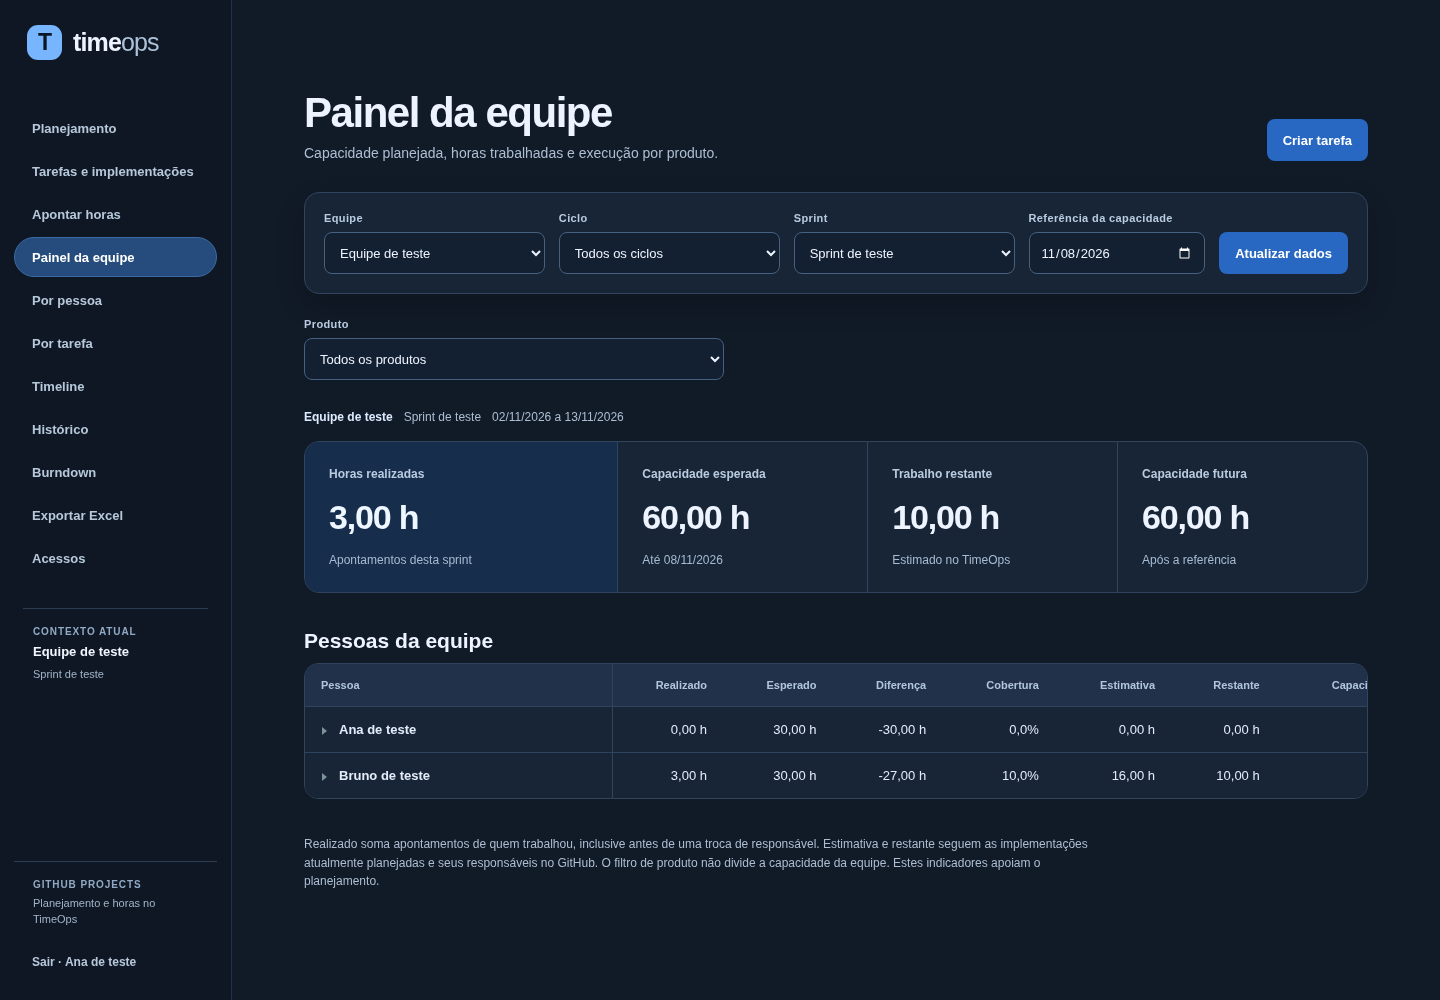 T timeops
Planejamento
Tarefas e implementações
Apontar horas
Painel da equipe
Por pessoa
Por tarefa
Timeline
Histórico
Burndown
Exportar Excel
Acessos
CONTEXTO ATUAL
Equipe de teste
Sprint de teste
GITHUB PROJECTS
Planejamento e horas no
TimeOps
Sair · Ana de teste
Painel da equipe
Capacidade planejada, horas trabalhadas e execução por produto.
Criar tarefa
Equipe Ciclo Sprint Referência da capacidade
Equipe de teste Todos os ciclos Sprint de teste 11/08/2026 Atualizar dados
Produto
Todos os produtos
Equipe de teste Sprint de teste 02/11/2026 a 13/11/2026
Horas realizadas Capacidade esperada Trabalho restante Capacidade futura
3,00 h 60,00 h 10,00 h 60,00 h
Apontamentos desta sprint Até 08/11/2026 Estimado no TimeOps Após a referência
Pessoas da equipe
Pessoa Realizado Esperado Diferença Cobertura Estimativa Restante Capaci
Ana de teste 0,00 h 30,00 h -30,00 h 0,0% 0,00 h 0,00 h
Bruno de teste 3,00 h 30,00 h -27,00 h 10,0% 16,00 h 10,00 h
Realizado soma apontamentos de quem trabalhou, inclusive antes de uma troca de responsável. Estimativa e restante seguem as implementações
atualmente planejadas e seus responsáveis no GitHub. O filtro de produto não divide a capacidade da equipe. Estes indicadores apoiam o
planejamento.